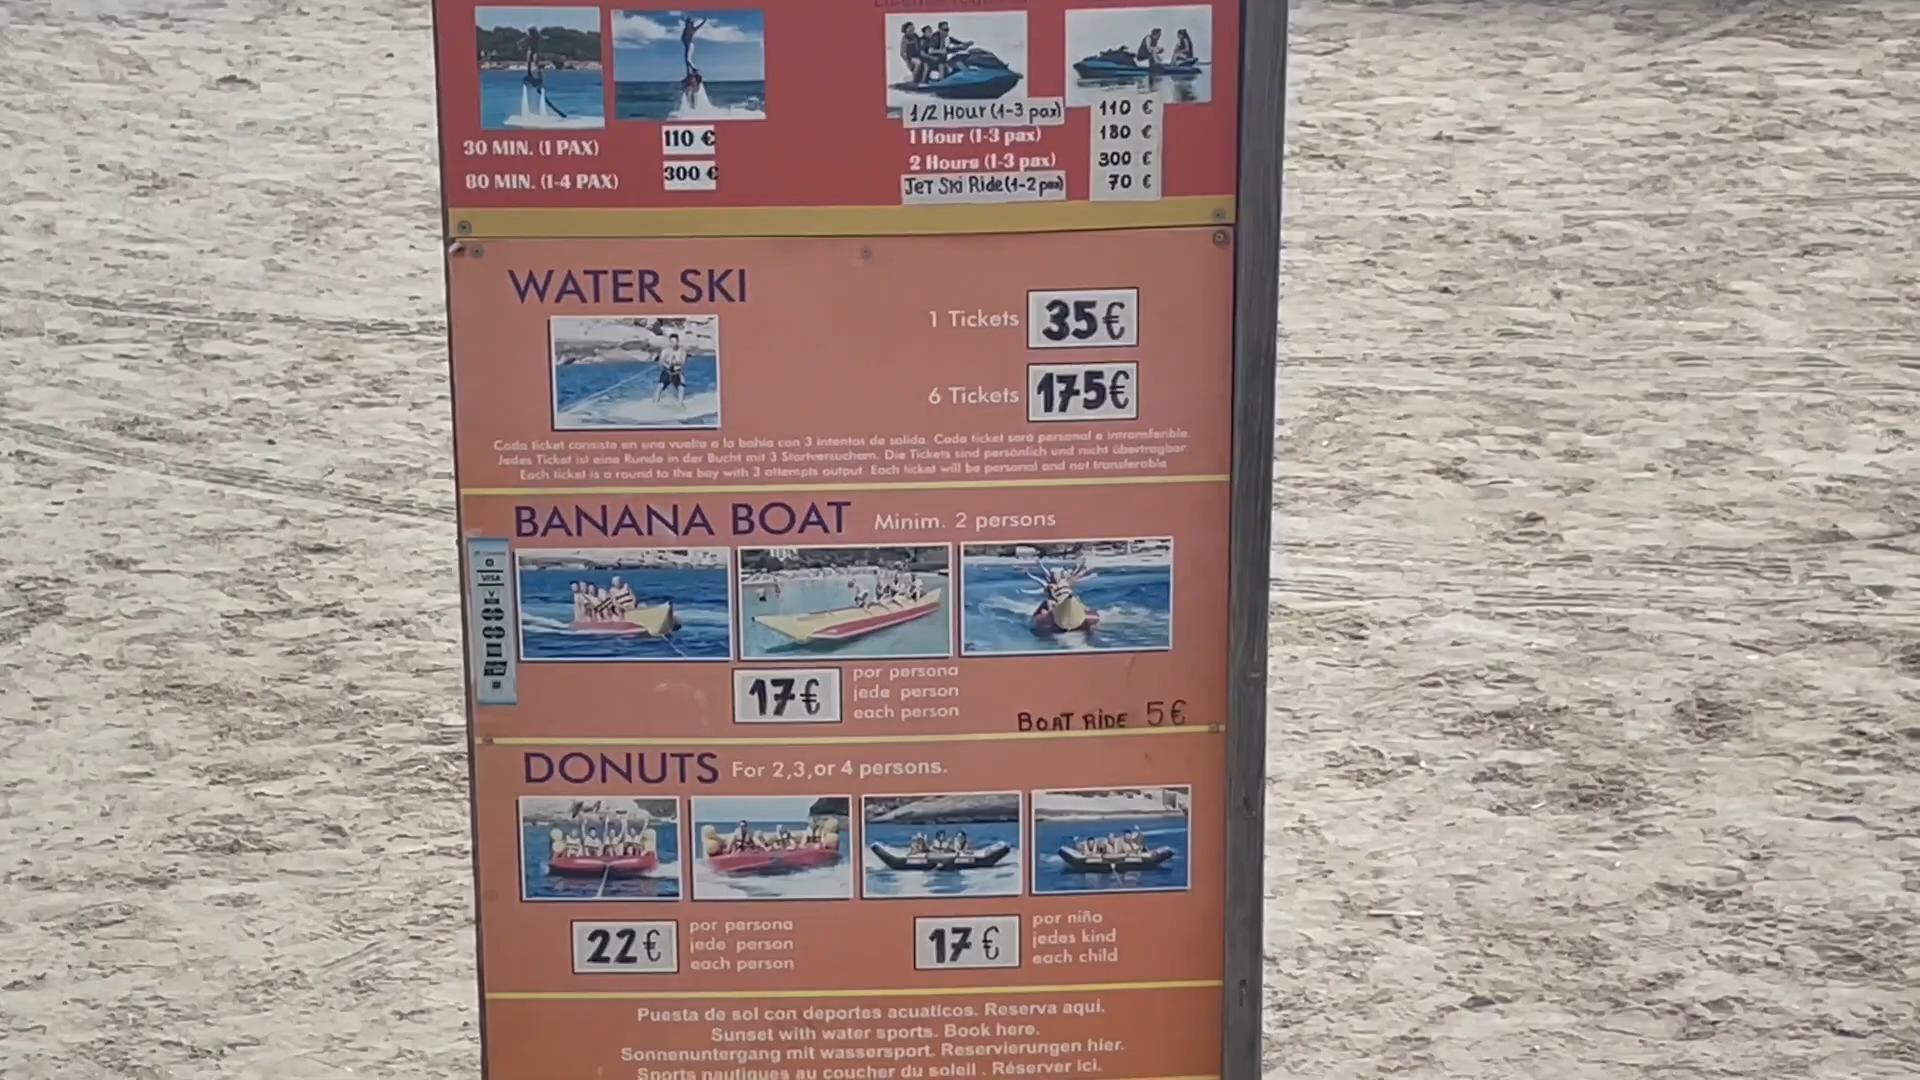 30 MIN. (1 PAX) 110 €
80 MIN. (1-4 PAX) 300 €
1/2 HOUR (1-3 pax) 110 €
1 Hour (1-3 pax) 180 €
2 Hours (1-3 pax) 300 €
JET SKI RIDE (1-2 pax) 70 €
WATER SKI
1 Tickets 35€
6 Tickets 175€
Cada ticket consiste en una vuelta a la bahia con 3 intentos de salida. Cada ticket sera personal e intransferible.
Jedes Ticket ist eine Runde in der Bucht mit 3 Startversuchen. Die Tickets sind persönlich und nicht übertragbar
Each ticket is a round to the bay with 3 attempts output. Each ticket will be personal and not transferable
BANANA BOAT Minim. 2 persons
VISA
17€
por persona
jede person
each person
BOAT RIDE 5€
DONUTS For 2,3,or 4 persons.
22€
por persona
jede person
each person
17€
por niño
jedes kind
each child
Puesta de sol con deportes acuaticos. Reserva aqui.
Sunset with water sports. Book here.
Sonnenuntergang mit wassersport. Reservierungen hier.
Sports nautiques au coucher du soleil . Réserver ici.